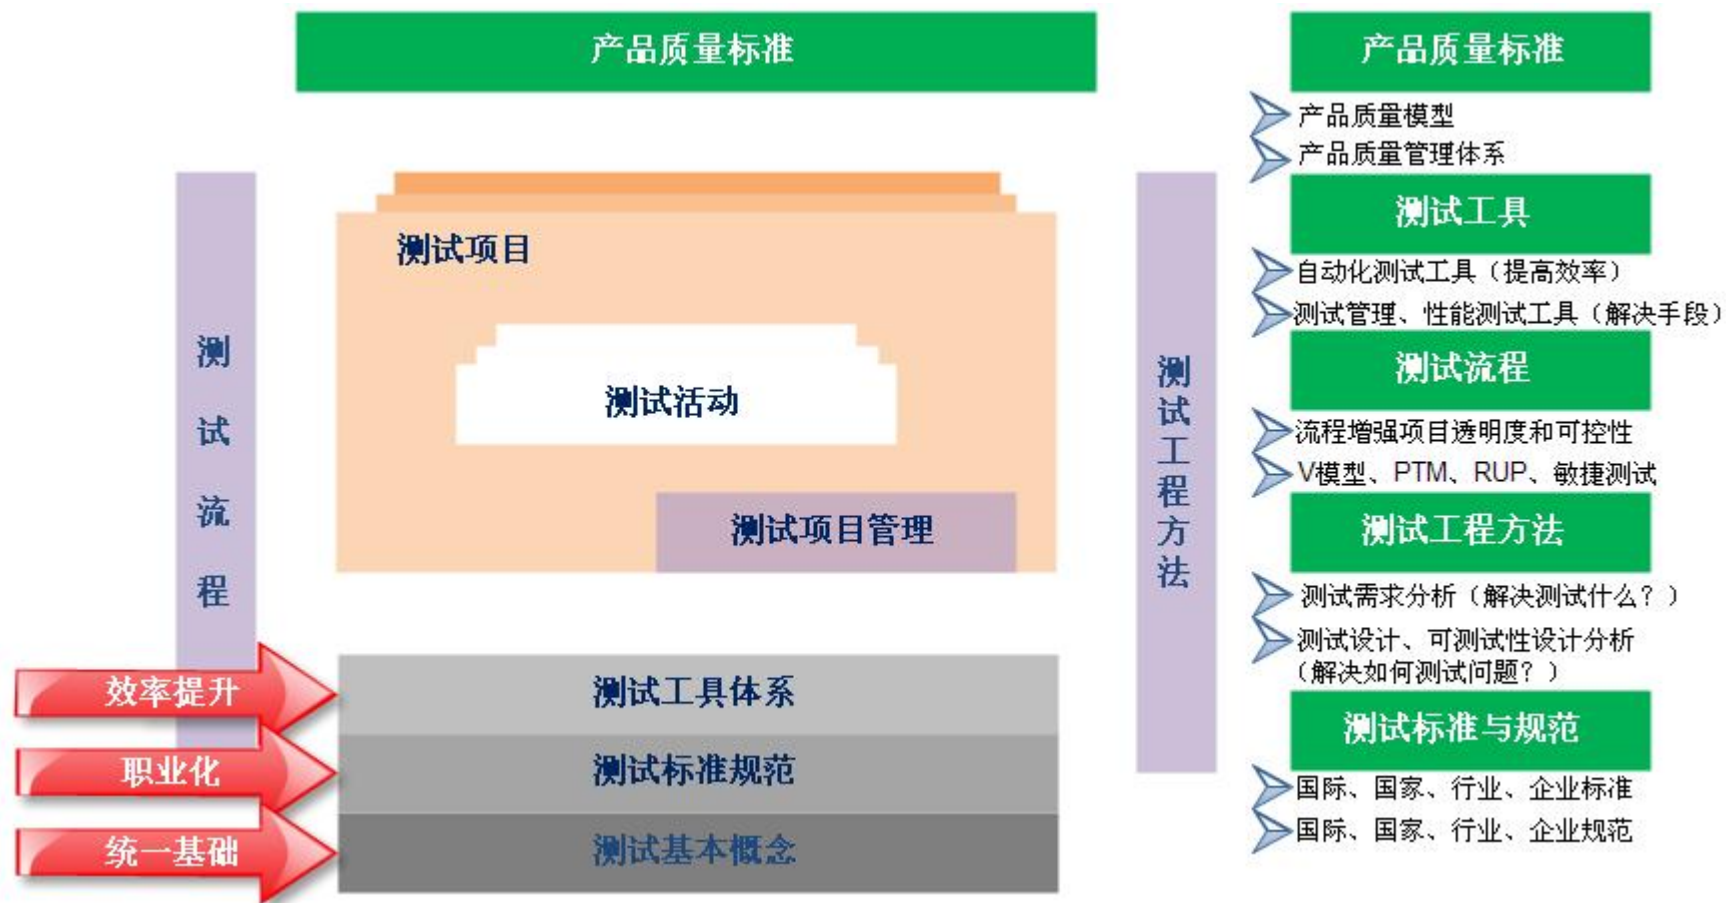 产品质量标准
测试流程
测试项目
测试活动
测试项目管理
测试工程方法
效率提升
测试工具体系
职业化
测试标准规范
统一基础
测试基本概念
产品质量标准
产品质量模型
产品质量管理体系
测试工具
自动化测试工具（提高效率）
测试管理、性能测试工具（解决手段）
测试流程
流程增强项目透明度和可控性
V模型、PTM、RUP、敏捷测试
测试工程方法
测试需求分析（解决测试什么？）
测试设计、可测试性设计分析
（解决如何测试问题？）
测试标准与规范
国际、国家、行业、企业标准
国际、国家、行业、企业规范